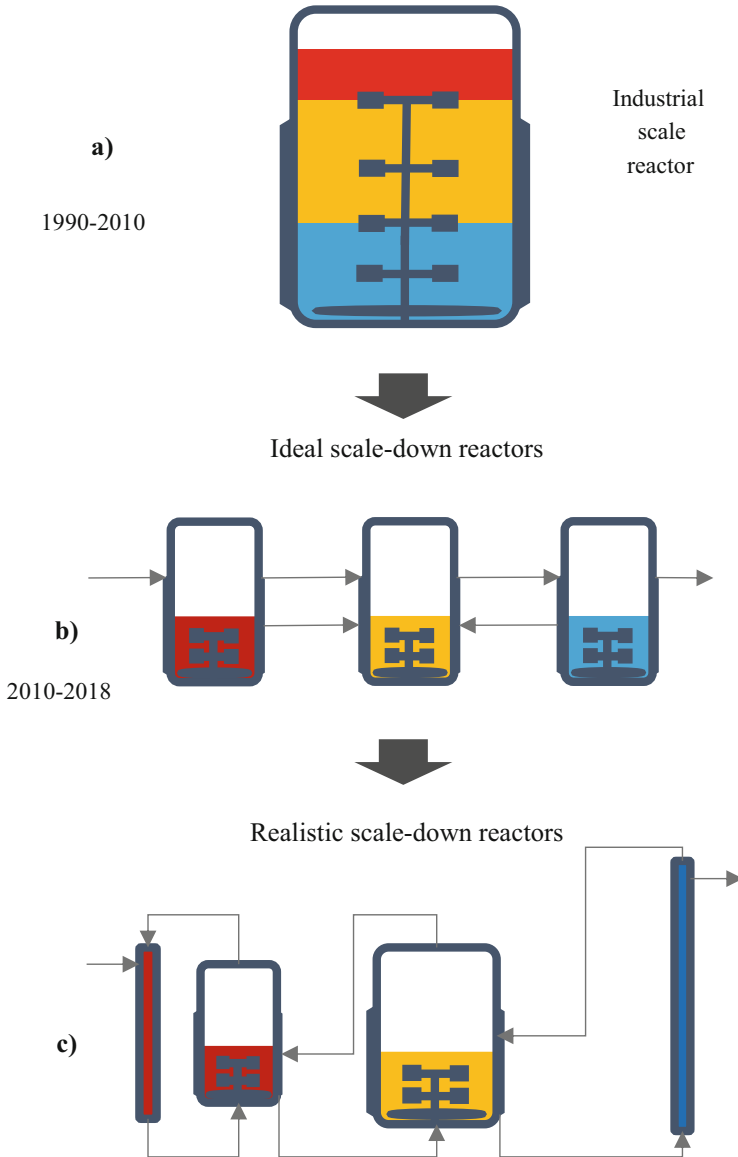 a)
1990-2010
Industrial
scale
reactor
Ideal scale-down reactors
b)
2010-2018
Realistic scale-down reactors
c)